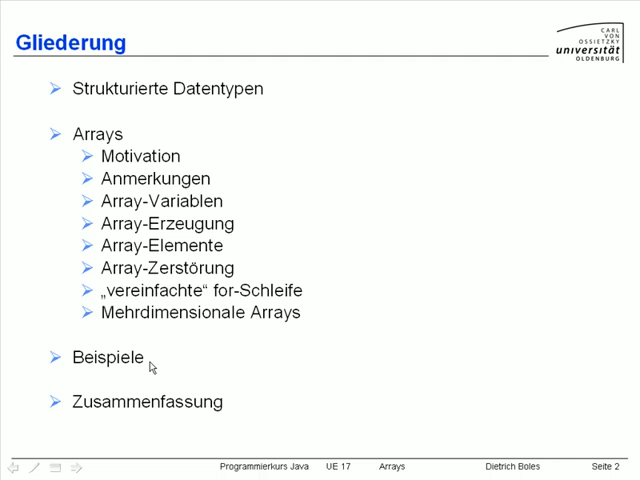 Gliederung
CARL
VON
OSSIETZKY
universität
OLDENBURG
Strukturierte Datentypen
Arrays
Motivation
Anmerkungen
Array-Variablen
Array-Erzeugung
Array-Elemente
Array-Zerstörung
„vereinfachte“ for-Schleife
Mehrdimensionale Arrays
Beispiele
Zusammenfassung
Programmierkurs Java UE 17 Arrays Dietrich Boles Seite 2